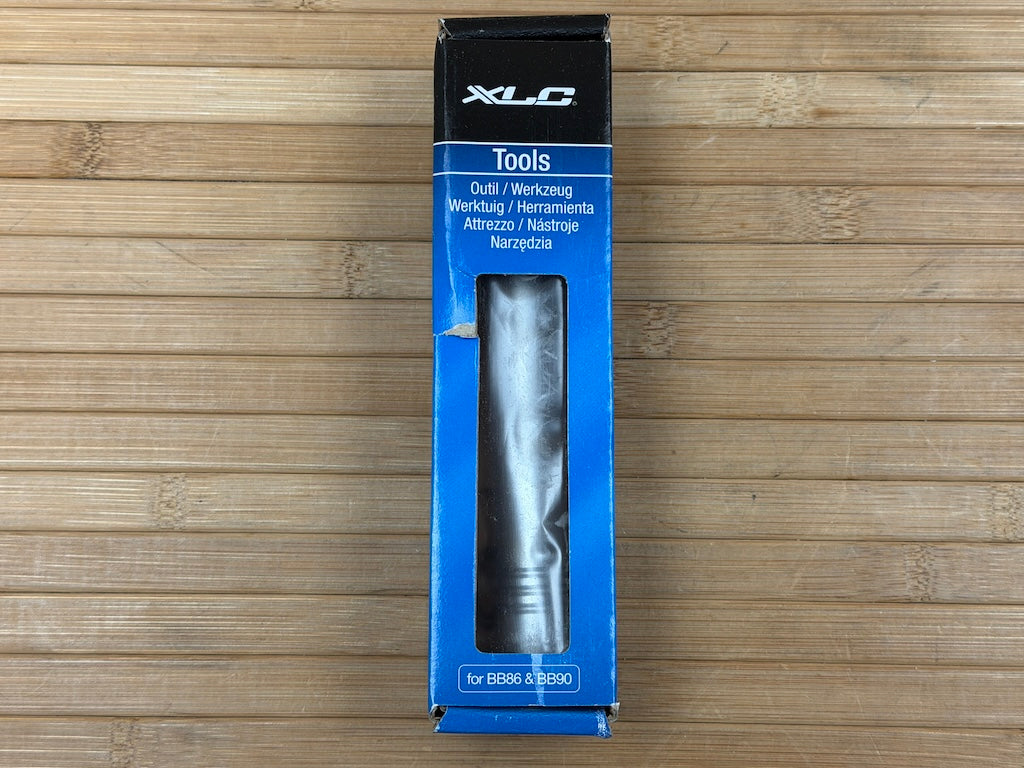 XLC
Tools
Outil / Werkzeug
Werktuig / Herramienta
Attrezzo / Nástroje
Narzędzia
for BB86 & BB90